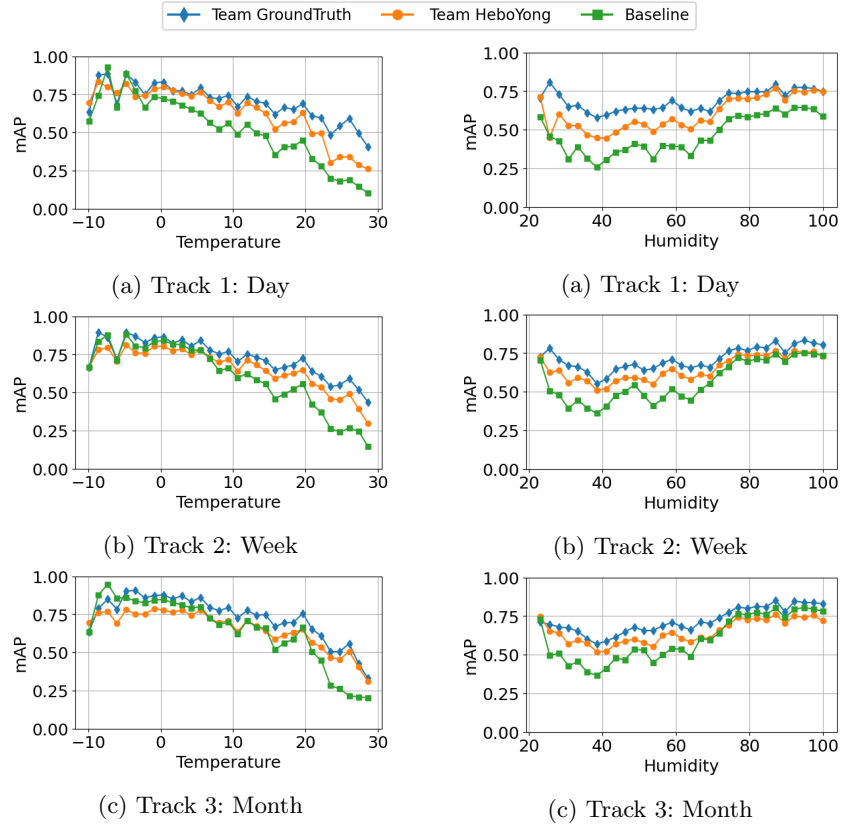 Team GroundTruth Team HeboYong Baseline
1.00
0.75
0.50
0.25
0.00
mAP
−10 0 10 20 30
Temperature
(a) Track 1: Day
1.00
0.75
0.50
0.25
0.00
mAP
20 40 60 80 100
Humidity
(a) Track 1: Day
1.00
0.75
0.50
0.25
0.00
mAP
−10 0 10 20 30
Temperature
(b) Track 2: Week
1.00
0.75
0.50
0.25
0.00
mAP
20 40 60 80 100
Humidity
(b) Track 2: Week
1.00
0.75
0.50
0.25
0.00
mAP
−10 0 10 20 30
Temperature
(c) Track 3: Month
1.00
0.75
0.50
0.25
0.00
mAP
20 40 60 80 100
Humidity
(c) Track 3: Month